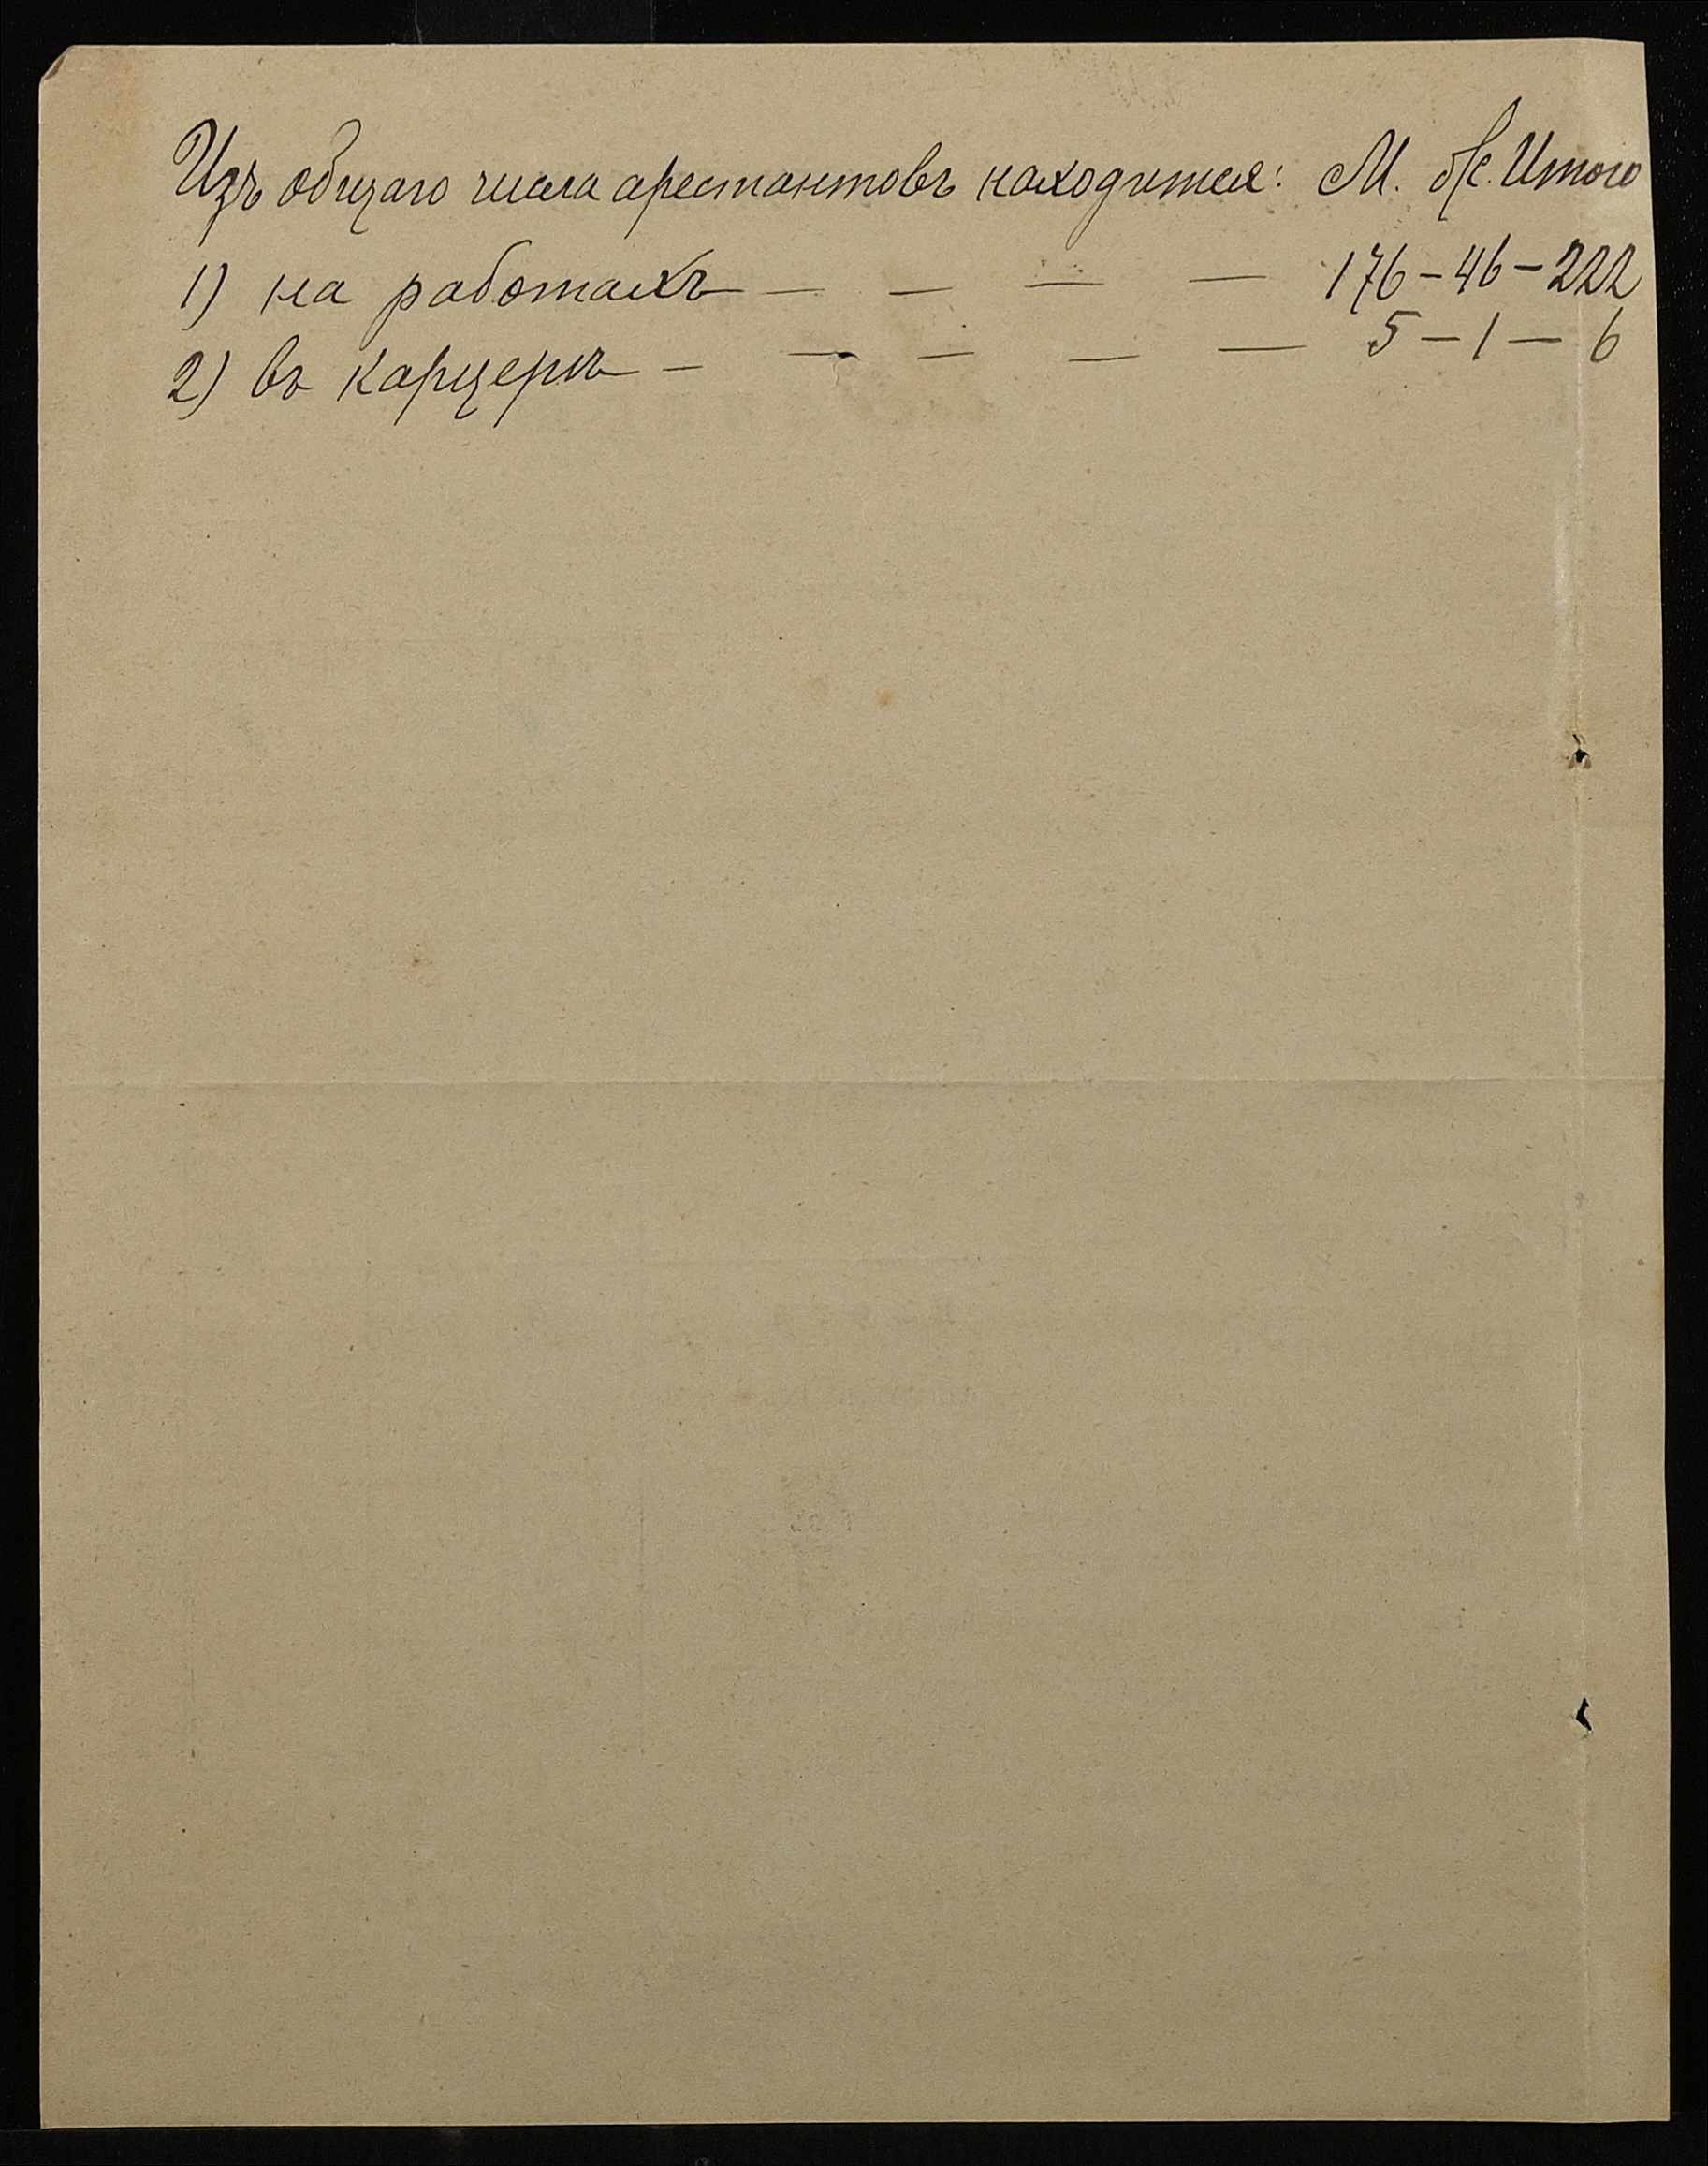 Изъ общаго числа арестантовъ находится: М. Ж. Итого
1) на работахъ — — — — 176 – 46 – 222
2) въ карцерѣ – — — — — 5 – 1 – 6